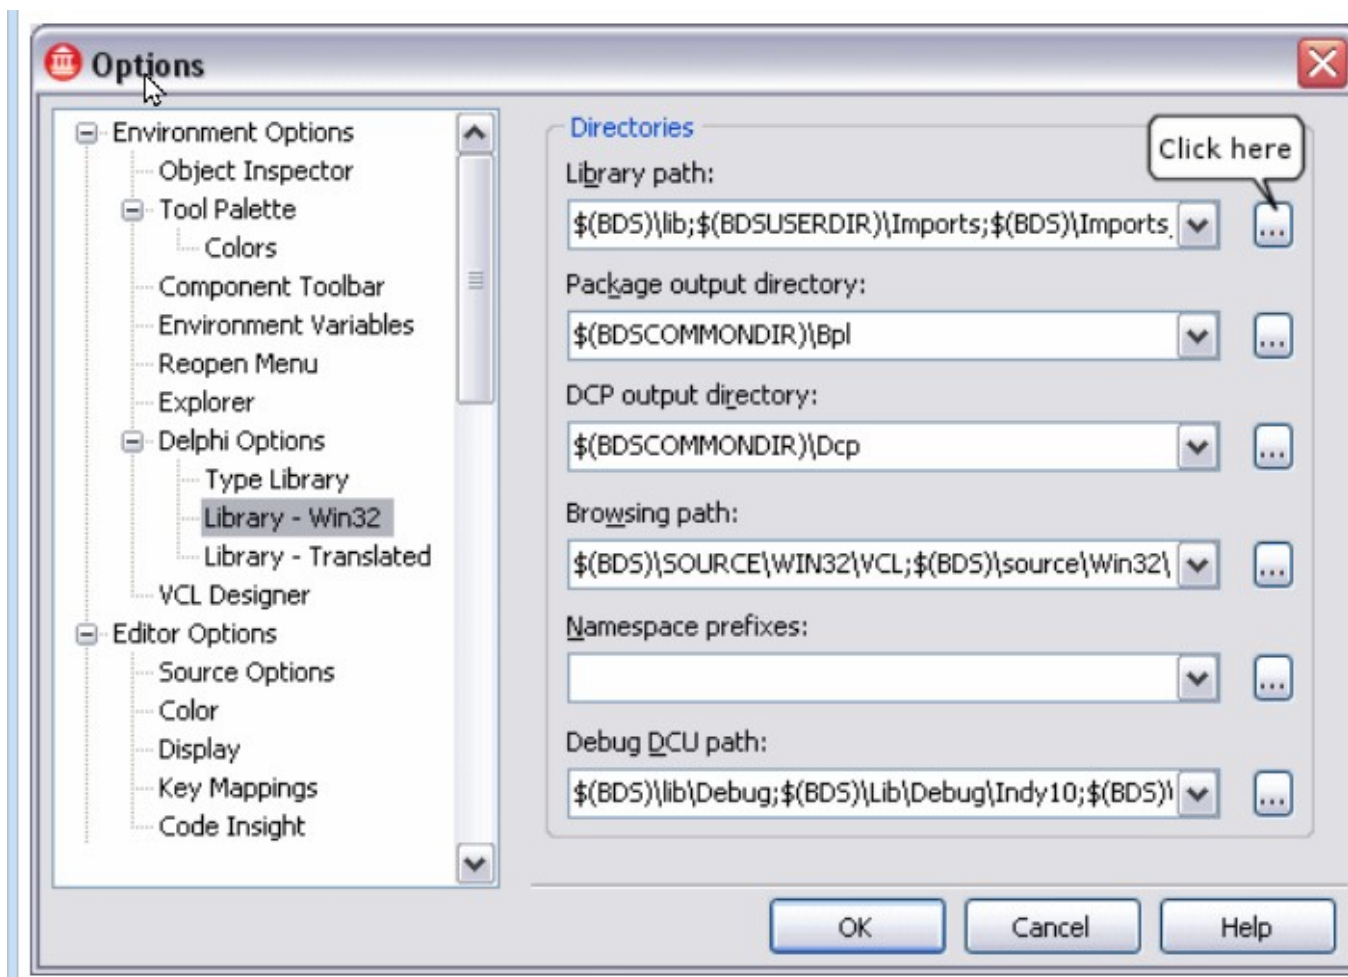 Options
Environment Options
Object Inspector
Tool Palette
Colors
Component Toolbar
Environment Variables
Reopen Menu
Explorer
Delphi Options
Type Library
Library - Win32
Library - Translated
VCL Designer
Editor Options
Source Options
Color
Display
Key Mappings
Code Insight
Directories
Click here
Library path:
$(BDS)\lib;$(BDSUSERDIR)\Imports;$(BDS)\Imports
...
Package output directory:
$(BDSCOMMONDIR)\Bpl
...
DCP output directory:
$(BDSCOMMONDIR)\Dcp
...
Browsing path:
$(BDS)\SOURCE\WIN32\VCL;$(BDS)\source\Win32\
...
Namespace prefixes:
...
Debug DCU path:
$(BDS)\lib\Debug;$(BDS)\Lib\Debug\Indy10;$(BDS)\
...
OK
Cancel
Help